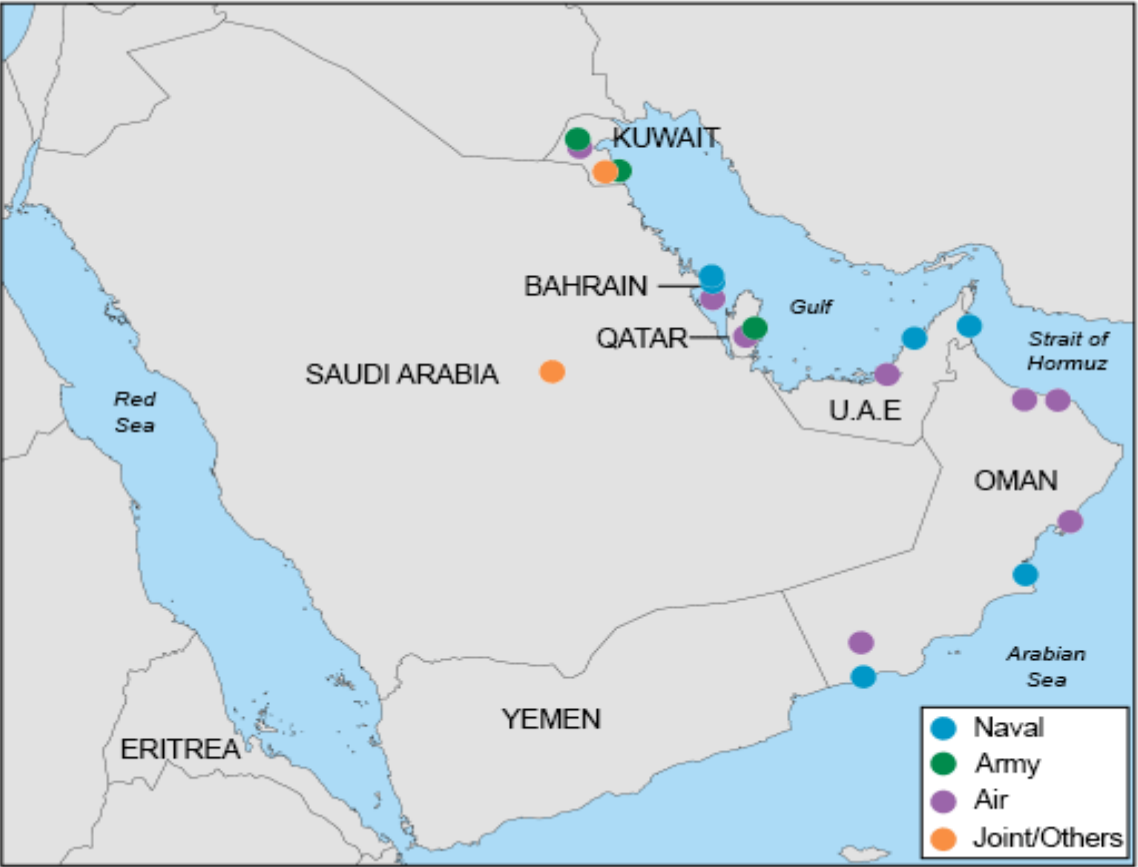 KUWAIT
BAHRAIN
Gulf
QATAR
Strait of
Hormuz
SAUDI ARABIA
Red
Sea
U.A.E
OMAN
Arabian
Sea
YEMEN
ERITREA
Naval
Army
Air
Joint/Others